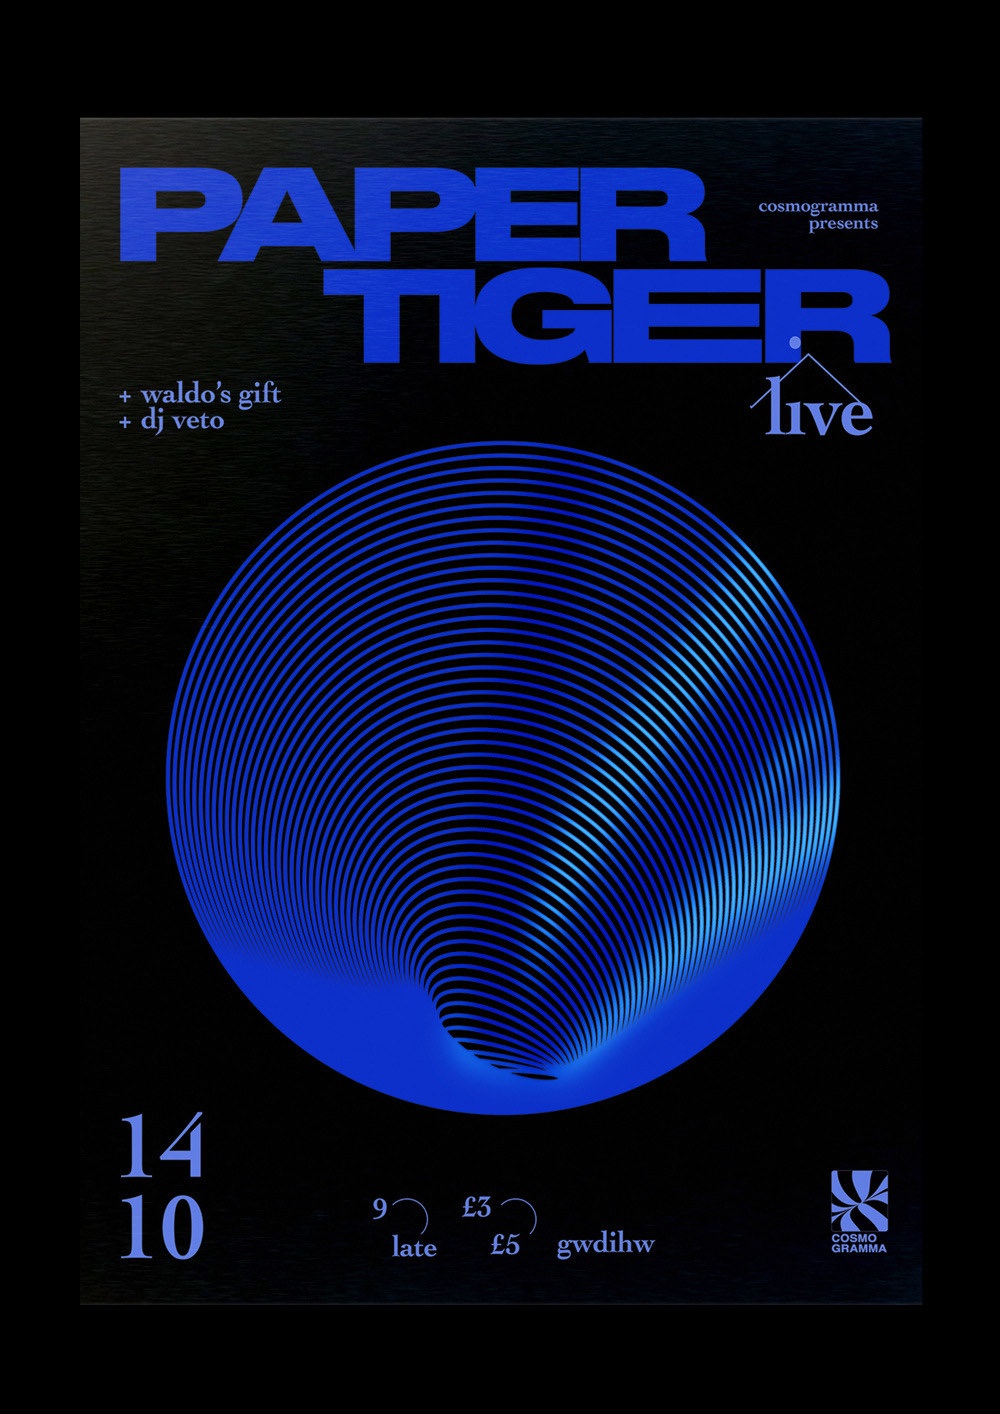 PAPER
cosmogramma
presents
TIGER
live
+ waldo's gift
+ dj veto
14
10
9
late
£3
£5
gwdihw
COSMO
GRAMMA